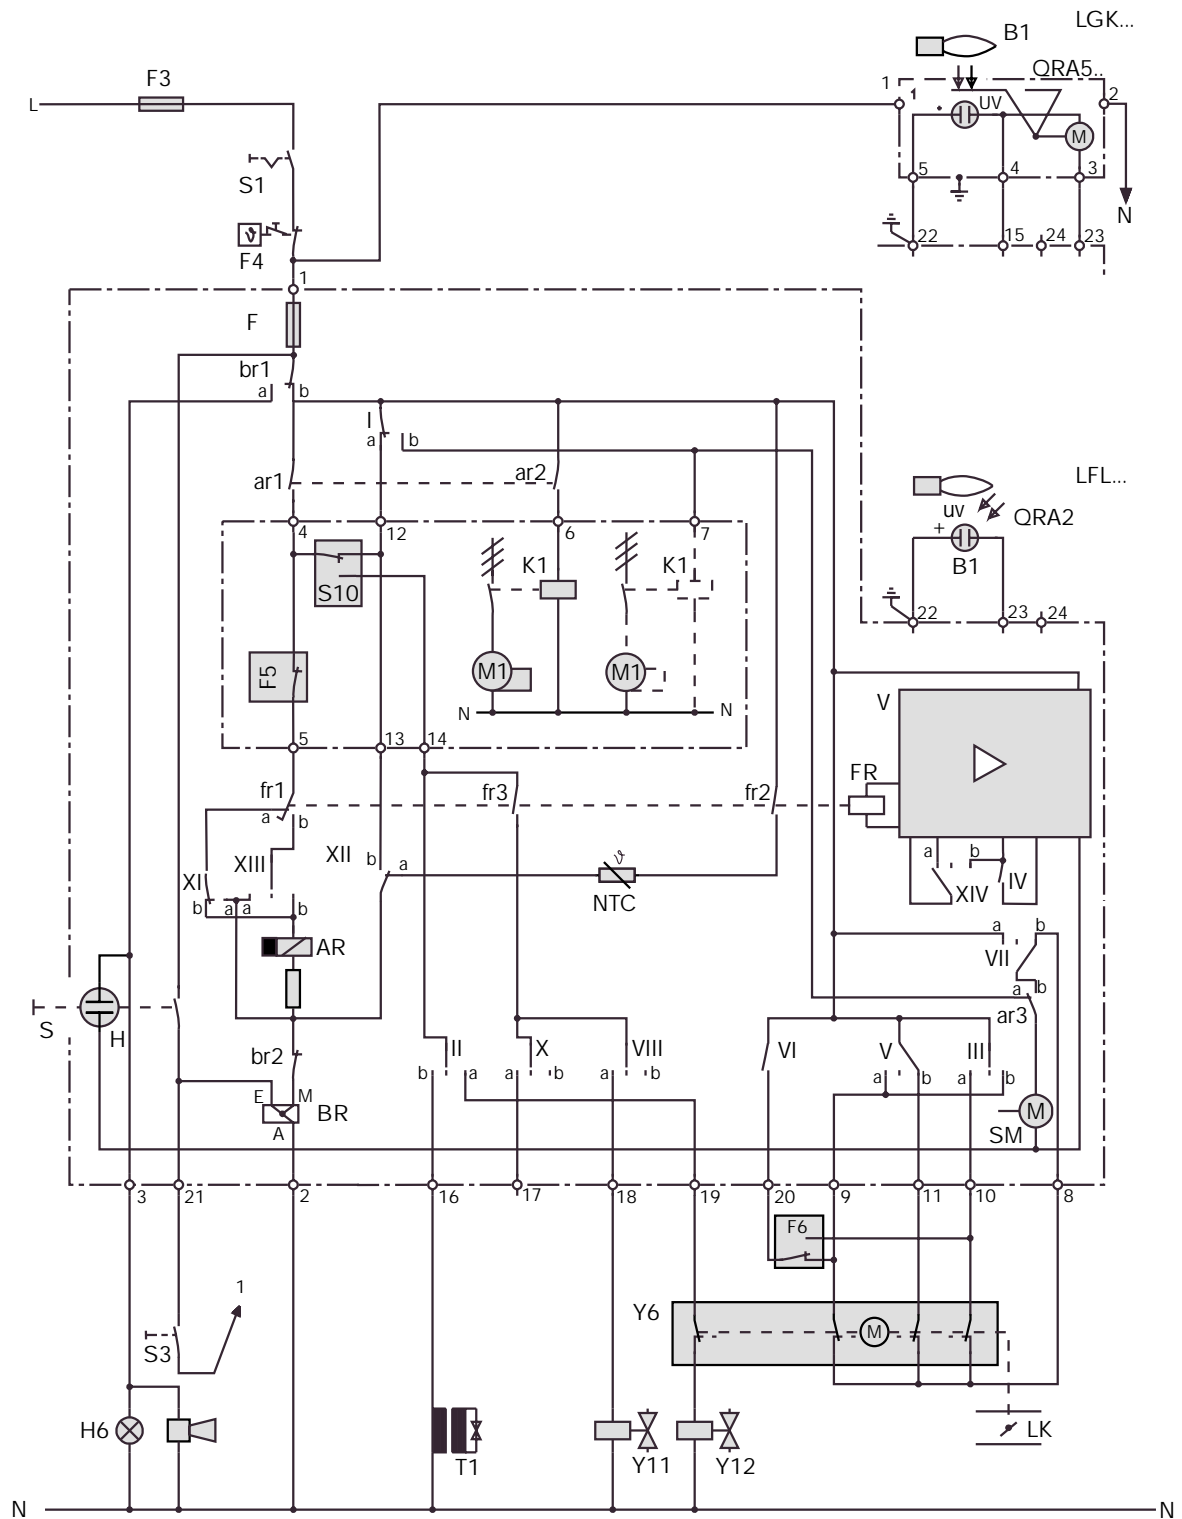 LGK...
B1
QRA5..
F3
L
1
1
2
UV
M
S1
5
4
3
N
F4
22
15
24
23
1
F
br1
a
b
I
a
b
ar1
ar2
LFL...
uv
QRA2
+
B1
4
12
6
7
S10
K1
K1
22
23
24
F5
M1
M1
V
N
N
5
13
14
fr1
fr3
fr2
FR
a
b
XIII
XII
b
a
ϑ
NTC
a
b
XI
XIV
IV
b
a
a
b
AR
a
b
VII
a
b
ar3
S
H
br2
II
X
VIII
VI
V
III
b
a
a
b
a
b
a
b
a
b
E
M
BR
A
M
SM
3
21
2
16
17
18
19
20
9
11
10
8
F6
1
Y6
M
S3
H6
T1
Y11
Y12
LK
N
N